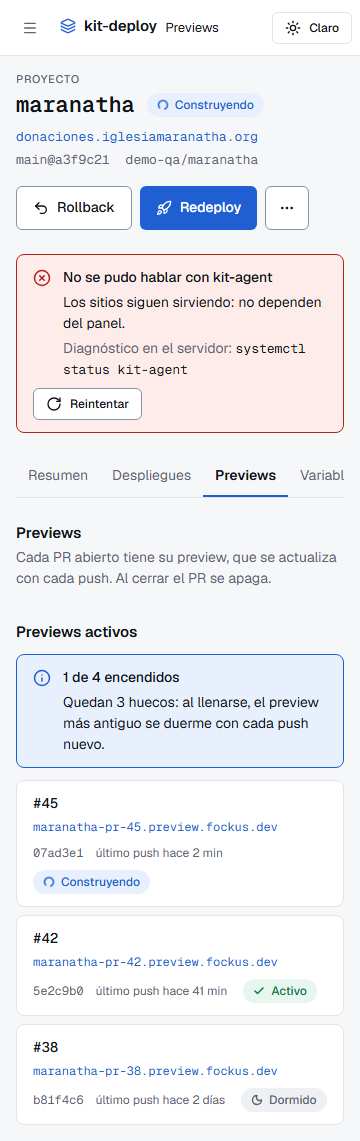 kit-deploy Previews
Claro
PROYECTO
maranatha
Construyendo
donaciones.iglesiamaranatha.org
main@a3f9c21 demo-qa/maranatha
Rollback
Redeploy
No se pudo hablar con kit-agent
Los sitios siguen sirviendo: no dependen
del panel.
Diagnóstico en el servidor: systemctl
status kit-agent
Reintentar
Resumen Despliegues Previews Variabl
Previews
Cada PR abierto tiene su preview, que se actualiza
con cada push. Al cerrar el PR se apaga.
Previews activos
1 de 4 encendidos
Quedan 3 huecos: al llenarse, el preview
más antiguo se duerme con cada push
nuevo.
#45
maranatha-pr-45.preview.fockus.dev
07ad3e1 último push hace 2 min
Construyendo
#42
maranatha-pr-42.preview.fockus.dev
5e2c9b0 último push hace 41 min Activo
#38
maranatha-pr-38.preview.fockus.dev
b81f4c6 último push hace 2 días Dormido